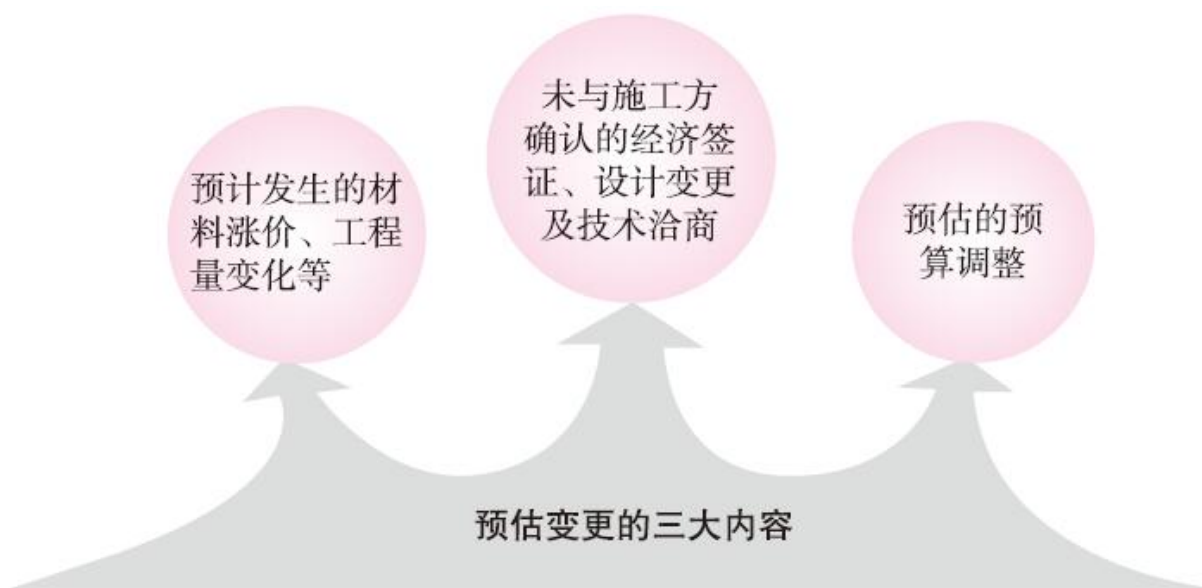 预计发生的材
料涨价、工程
量变化等
未与施工方
确认的经济签
证、设计变更
及技术洽商
预估的预
算调整
预估变更的三大内容